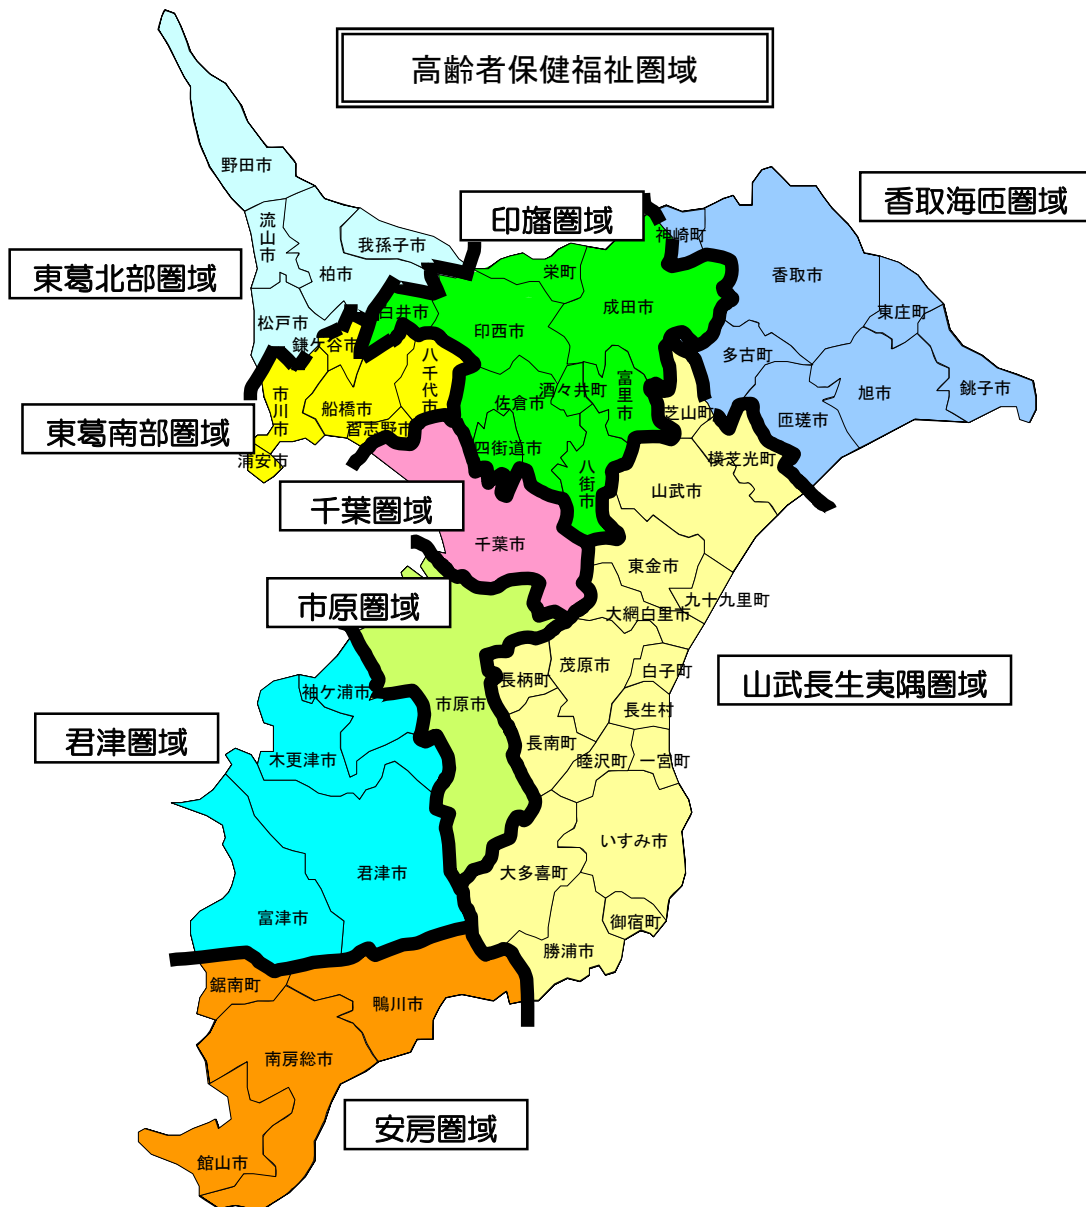 高齢者保健福祉圏域
野田市
香取海匝圏域
印旛圏域
流山市
神崎町
我孫子市
東葛北部圏域
柏市
栄町
香取市
成田市
白井市
東庄町
松戸市
印西市
鎌ケ谷市
八千代市
多古町
富里市
酒々井町
旭市
銚子市
市川市
船橋市
佐倉市
芝山町
匝瑳市
東葛南部圏域
習志野市
四街道市
横芝光町
浦安市
八街市
山武市
千葉圏域
千葉市
東金市
市原圏域
九十九里町
大網白里市
茂原市
白子町
長柄町
山武長生夷隅圏域
袖ケ浦市
市原市
長生村
君津圏域
長南町
木更津市
睦沢町
一宮町
いすみ市
君津市
大多喜町
富津市
御宿町
勝浦市
鋸南町
鴨川市
南房総市
安房圏域
館山市